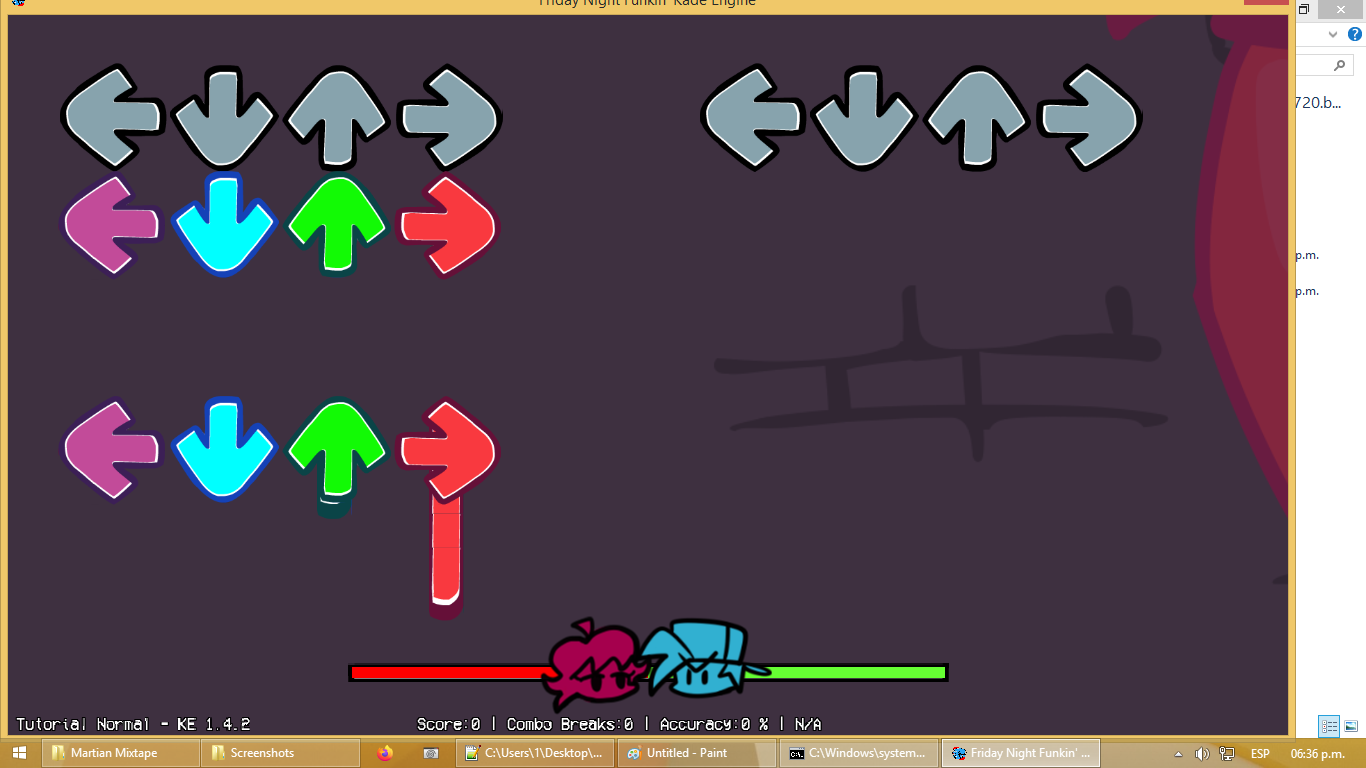 Friday Night Funkin' Kade Engine
720.b...
p.m.
p.m.
Tutorial Normal - KE 1.4.2
Score:0 | Combo Breaks:0 | Accuracy:0 % | N/A
Martian Mixtape
Screenshots
C:\Users\1\Desktop\...
Untitled - Paint
C:\Windows\system...
Friday Night Funkin' ...
ESP
06:36 p.m.